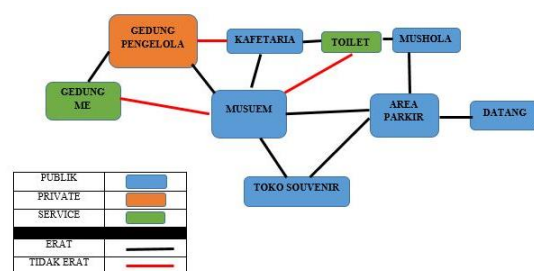 GEDUNG
PENGELOLA
KAFETARIA
TOILET
MUSHOLA
GEDUNG
ME
MUSUEM
AREA
PARKIR
DATANG
TOKO SOUVENIR
PUBLIK
PRIVATE
SERVICE
ERAT
TIDAK ERAT